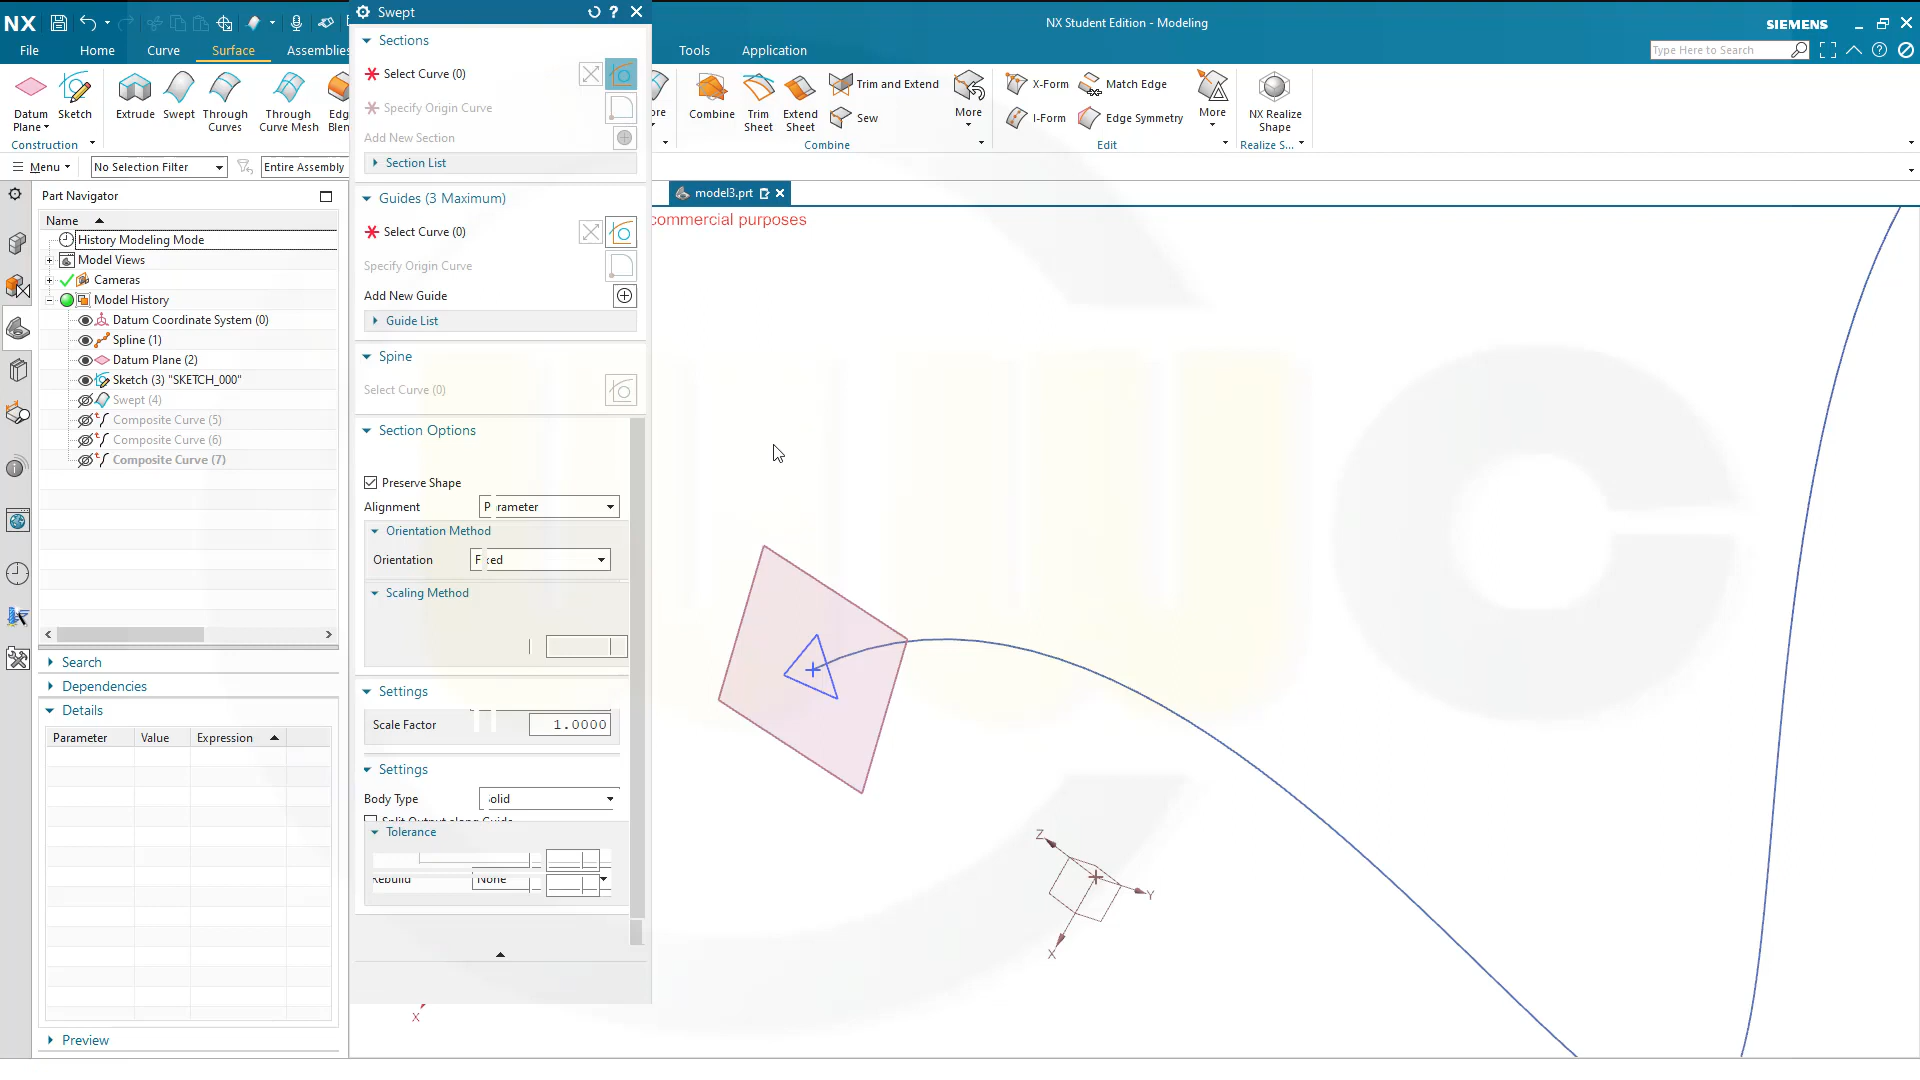 NX
Swept
NX Student Edition - Modeling
SIEMENS
File
Home
Curve
Surface
Assemblies
Tools
Application
Type Here to Search
Datum
Plane
Sketch
Extrude
Swept
Through
Curves
Through
Curve Mesh
Edge
Construction
Combine
Trim
Sheet
Extend
Sheet
Trim and Extend
Sew
More
Combine
X-Form
I-Form
Match Edge
Edge Symmetry
More
Edit
NX Realize
Shape
Realize S...
Menu
No Selection Filter
Entire Assembly
Part Navigator
Name
History Modeling Mode
Model Views
Cameras
Model History
Datum Coordinate System (0)
Spline (1)
Datum Plane (2)
Sketch (3) "SKETCH_000"
Swept (4)
Composite Curve (5)
Composite Curve (6)
Composite Curve (7)
Search
Dependencies
Details
Parameter Value Expression
Preview
Sections
Select Curve (0)
Specify Origin Curve
Add New Section
Section List
Guides (3 Maximum)
Select Curve (0)
Specify Origin Curve
Add New Guide
Guide List
Spine
Select Curve (0)
Section Options
Preserve Shape
Alignment
Parameter
Orientation Method
Orientation
Fixed
Scaling Method
Settings
Scale Factor 1.0000
Settings
Body Type
Tolerance
None
model3.prt
commercial purposes
Z
Y
X
X